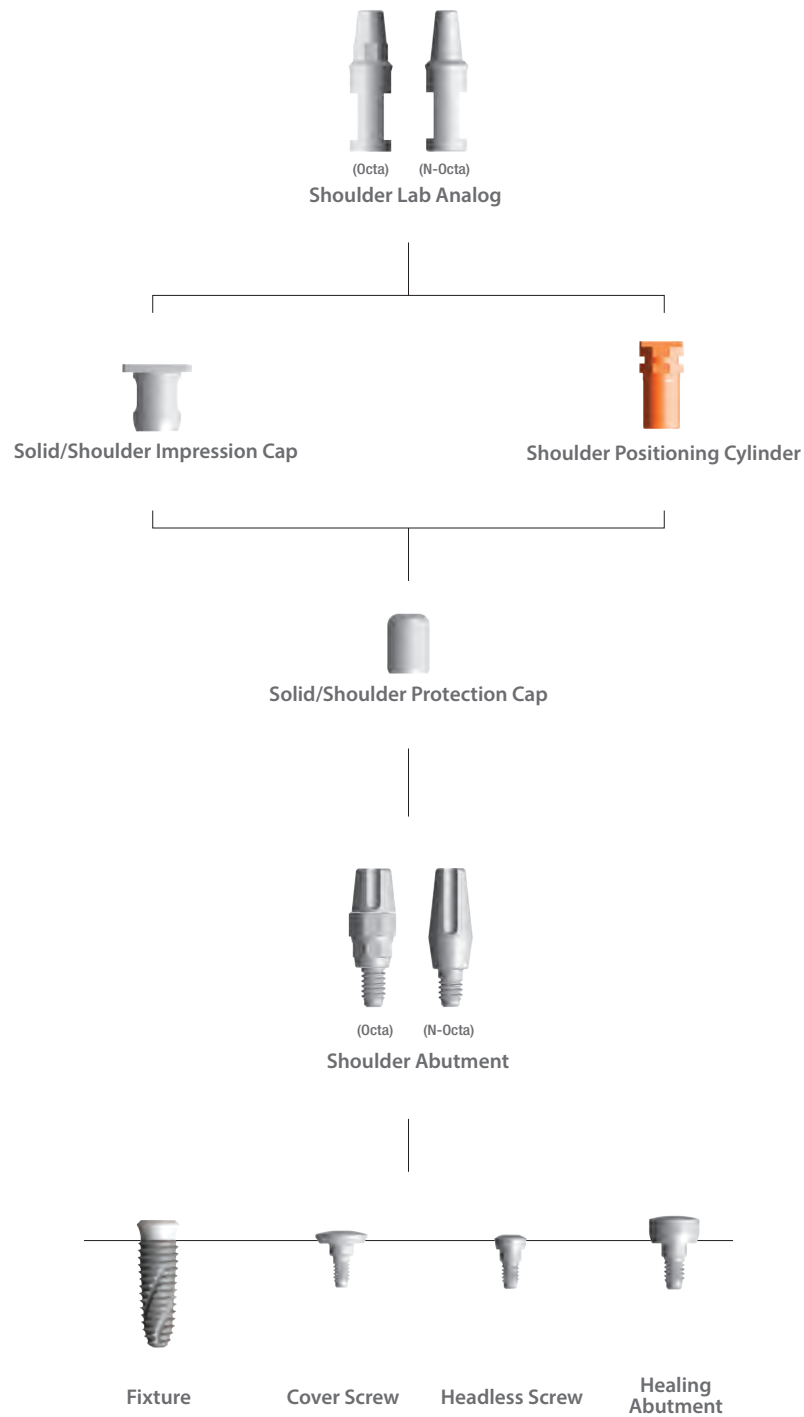 (Octa) (N-Octa)
Shoulder Lab Analog
Solid/Shoulder Impression Cap
Shoulder Positioning Cylinder
Solid/Shoulder Protection Cap
(Octa) (N-Octa)
Shoulder Abutment
Fixture
Cover Screw
Headless Screw
Healing
Abutment